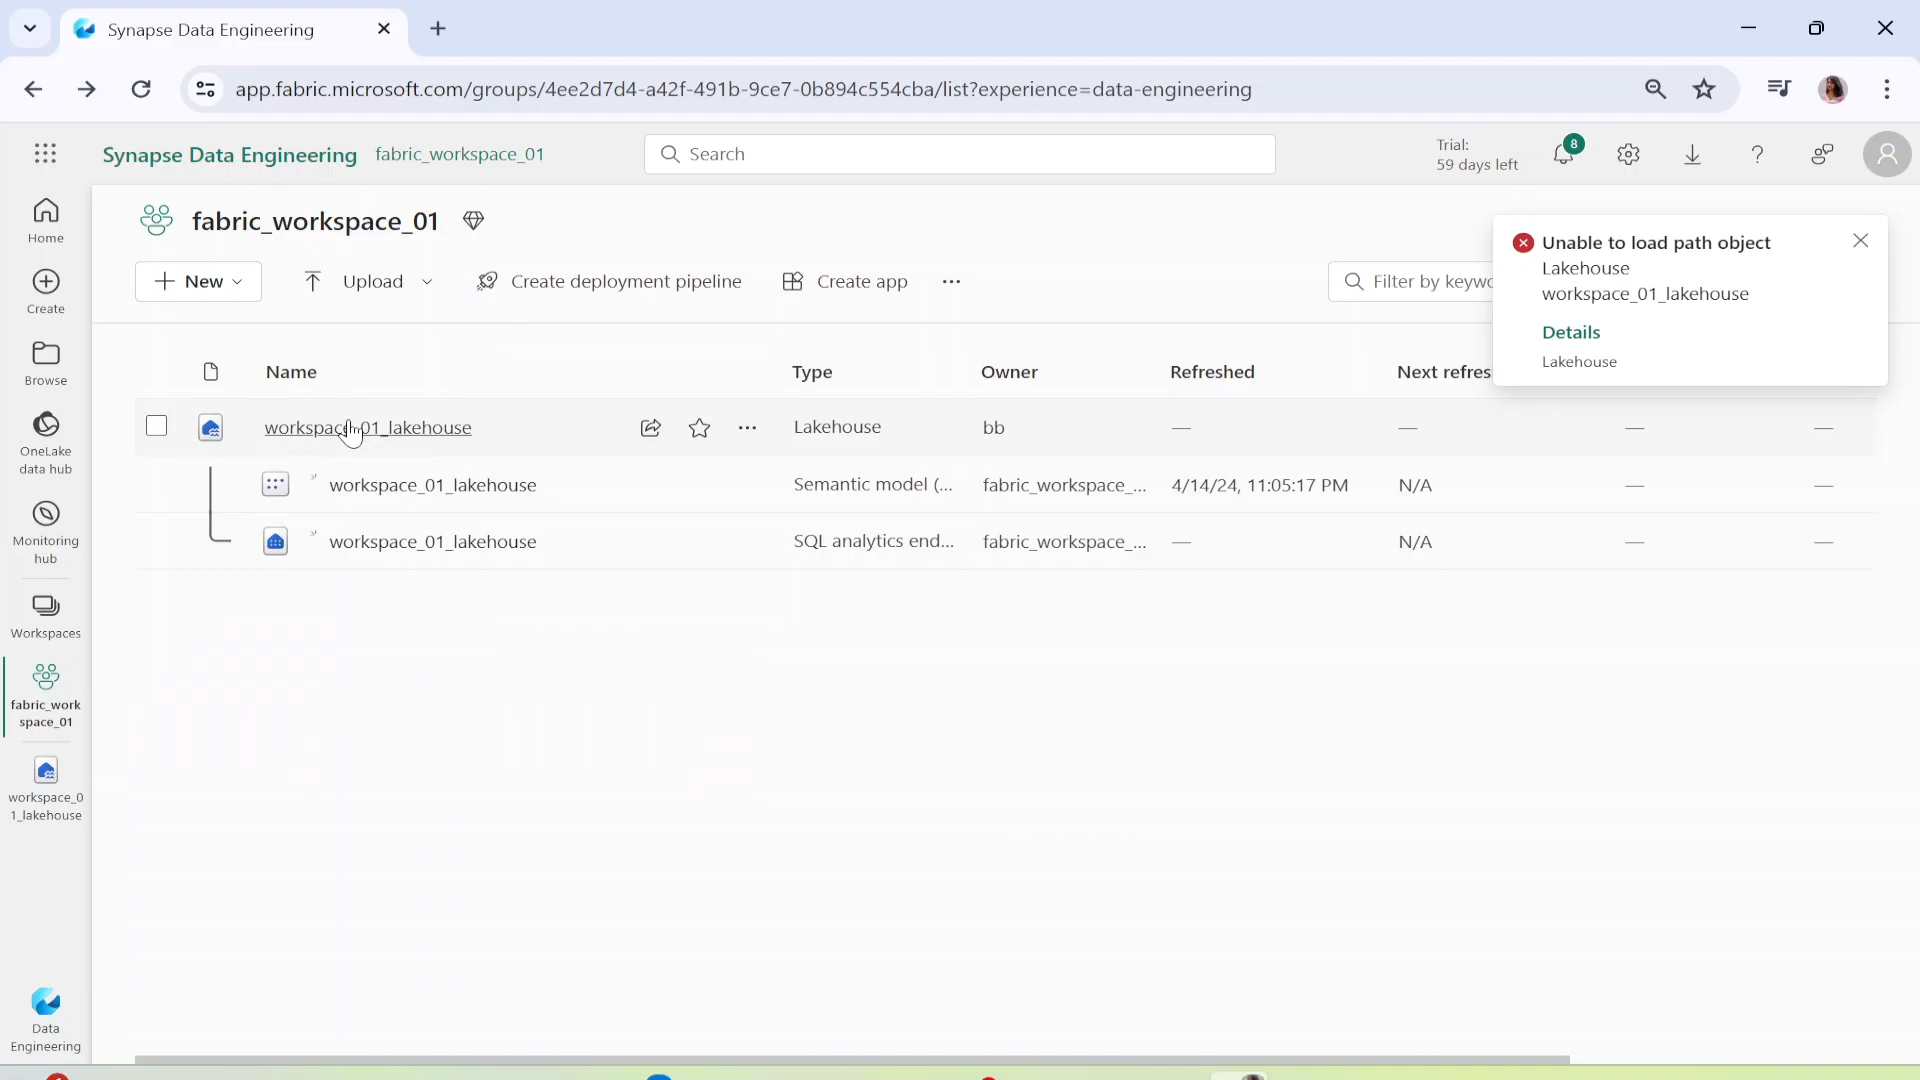 Synapse Data Engineering
app.fabric.microsoft.com/groups/4ee2d7d4-a42f-491b-9ce7-0b894c554cba/list?experience=data-engineering
Synapse Data Engineering
fabric_workspace_01
Search
Trial:
59 days left
8
Home
Create
Browse
OneLake
data hub
Monitoring
hub
Workspaces
fabric_work
space_01
workspace_0
1_lakehouse
Data
Engineering
fabric_workspace_01
New
Upload
Create deployment pipeline
Create app
Filter by keywo
Unable to load path object
Lakehouse
workspace_01_lakehouse
Details
Lakehouse
Name Type Owner Refreshed Next refres
workspace_01_lakehouse Lakehouse bb — — — —
workspace_01_lakehouse Semantic model (... fabric_workspace_... 4/14/24, 11:05:17 PM N/A — —
workspace_01_lakehouse SQL analytics end... fabric_workspace_... — N/A — —